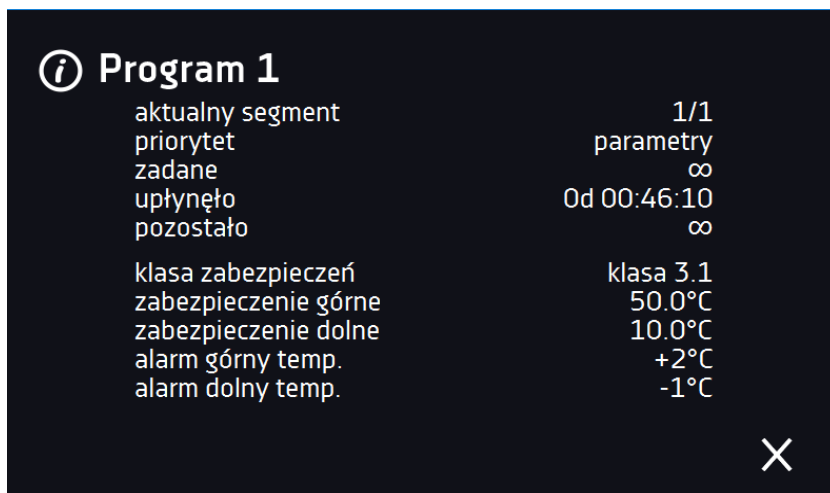 Program 1
aktualny segment 1/1
priorytet parametry
zadane ∞
upłynęło 0d 00:46:10
pozostało ∞
klasa zabezpieczeń klasa 3.1
zabezpieczenie górne 50.0°C
zabezpieczenie dolne 10.0°C
alarm górny temp. +2°C
alarm dolny temp. -1°C